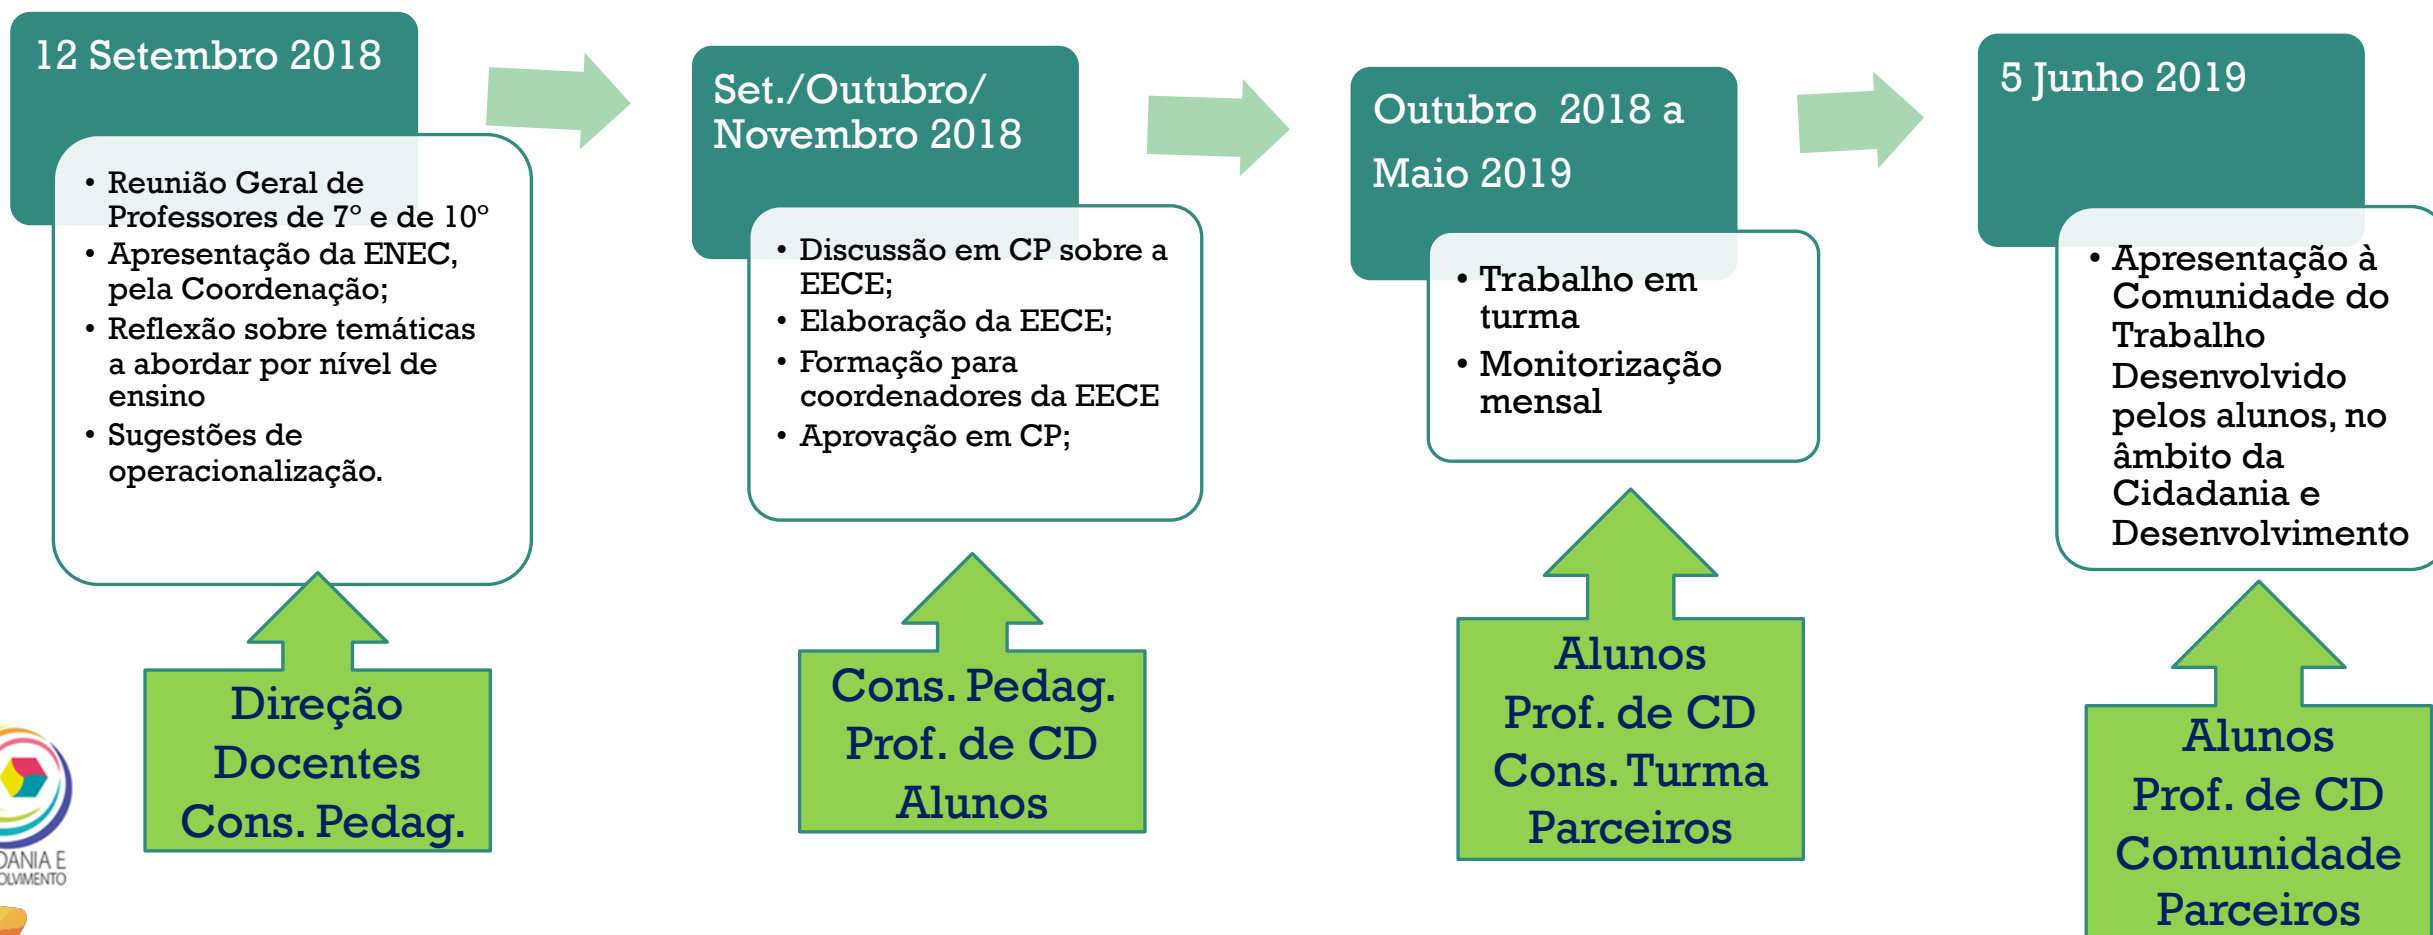 12 Setembro 2018
• Reunião Geral de
Professores de 7º e de 10º
• Apresentação da ENEC,
pela Coordenação;
• Reflexão sobre temáticas
a abordar por nível de
ensino
• Sugestões de
operacionalização.
Direção
Docentes
Cons. Pedag.
Set./Outubro/
Novembro 2018
• Discussão em CP sobre a
EECE;
• Elaboração da EECE;
• Formação para
coordenadores da EECE
• Aprovação em CP;
Cons. Pedag.
Prof. de CD
Alunos
Outubro 2018 a
Maio 2019
• Trabalho em
turma
• Monitorização
mensal
Alunos
Prof. de CD
Cons. Turma
Parceiros
5 Junho 2019
• Apresentação à
Comunidade do
Trabalho
Desenvolvido
pelos alunos, no
âmbito da
Cidadania e
Desenvolvimento
Alunos
Prof. de CD
Comunidade
Parceiros
DANIA E
OLVIMENTO